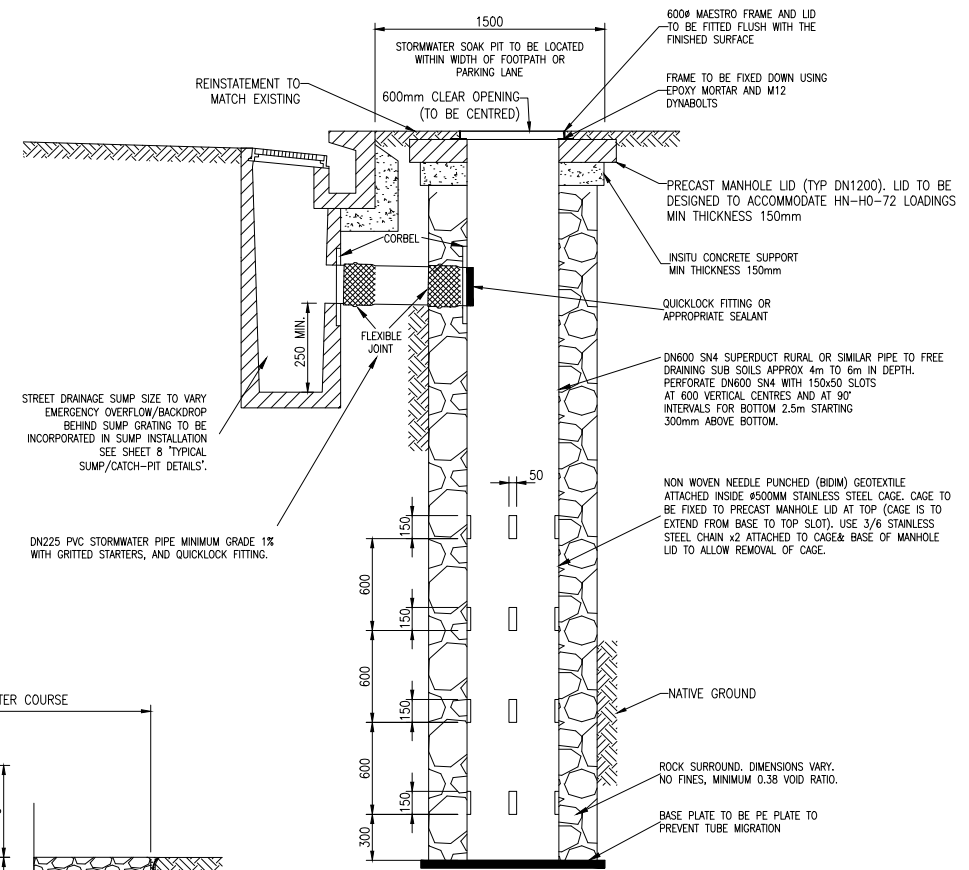 1500
STORMWATER SOAK PIT TO BE LOCATED
WITHIN WIDTH OF FOOTPATH OR
PARKING LANE
600ø MAESTRO FRAME AND LID
TO BE FITTED FLUSH WITH THE
FINISHED SURFACE
REINSTATEMENT TO
MATCH EXISTING
600mm CLEAR OPENING
(TO BE CENTRED)
FRAME TO BE FIXED DOWN USING
EPOXY MORTAR AND M12
DYNABOLTS
PRECAST MANHOLE LID (TYP DN1200). LID TO BE
DESIGNED TO ACCOMMODATE HN-HO-72 LOADINGS
MIN THICKNESS 150mm
CORBEL
INSITU CONCRETE SUPPORT
MIN THICKNESS 150mm
QUICKLOCK FITTING OR
APPROPRIATE SEALANT
250 MIN.
FLEXIBLE
JOINT
DN600 SN4 SUPERDUCT RURAL OR SIMILAR PIPE TO FREE
DRAINING SUB SOILS APPROX 4m TO 6m IN DEPTH.
PERFORATE DN600 SN4 WITH 150x50 SLOTS
AT 600 VERTICAL CENTRES AND AT 90°
INTERVALS FOR BOTTOM 2.5m STARTING
300mm ABOVE BOTTOM.
STREET DRAINAGE SUMP SIZE TO VARY
EMERGENCY OVERFLOW/BACKDROP
BEHIND SUMP GRATING TO BE
INCORPORATED IN SUMP INSTALLATION
SEE SHEET 8 'TYPICAL
SUMP/CATCH-PIT DETAILS'.
50
NON WOVEN NEEDLE PUNCHED (BIDIM) GEOTEXTILE
ATTACHED INSIDE ø500MM STAINLESS STEEL CAGE. CAGE TO
BE FIXED TO PRECAST MANHOLE LID AT TOP (CAGE IS TO
EXTEND FROM BASE TO TOP SLOT). USE 3/6 STAINLESS
STEEL CHAIN x2 ATTACHED TO CAGE& BASE OF MANHOLE
LID TO ALLOW REMOVAL OF CAGE.
DN225 PVC STORMWATER PIPE MINIMUM GRADE 1%
WITH GRITTED STARTERS, AND QUICKLOCK FITTING.
150
600
150
600
150
600
150
300
TER COURSE
NATIVE GROUND
ROCK SURROUND. DIMENSIONS VARY.
NO FINES, MINIMUM 0.38 VOID RATIO.
BASE PLATE TO BE PE PLATE TO
PREVENT TUBE MIGRATION